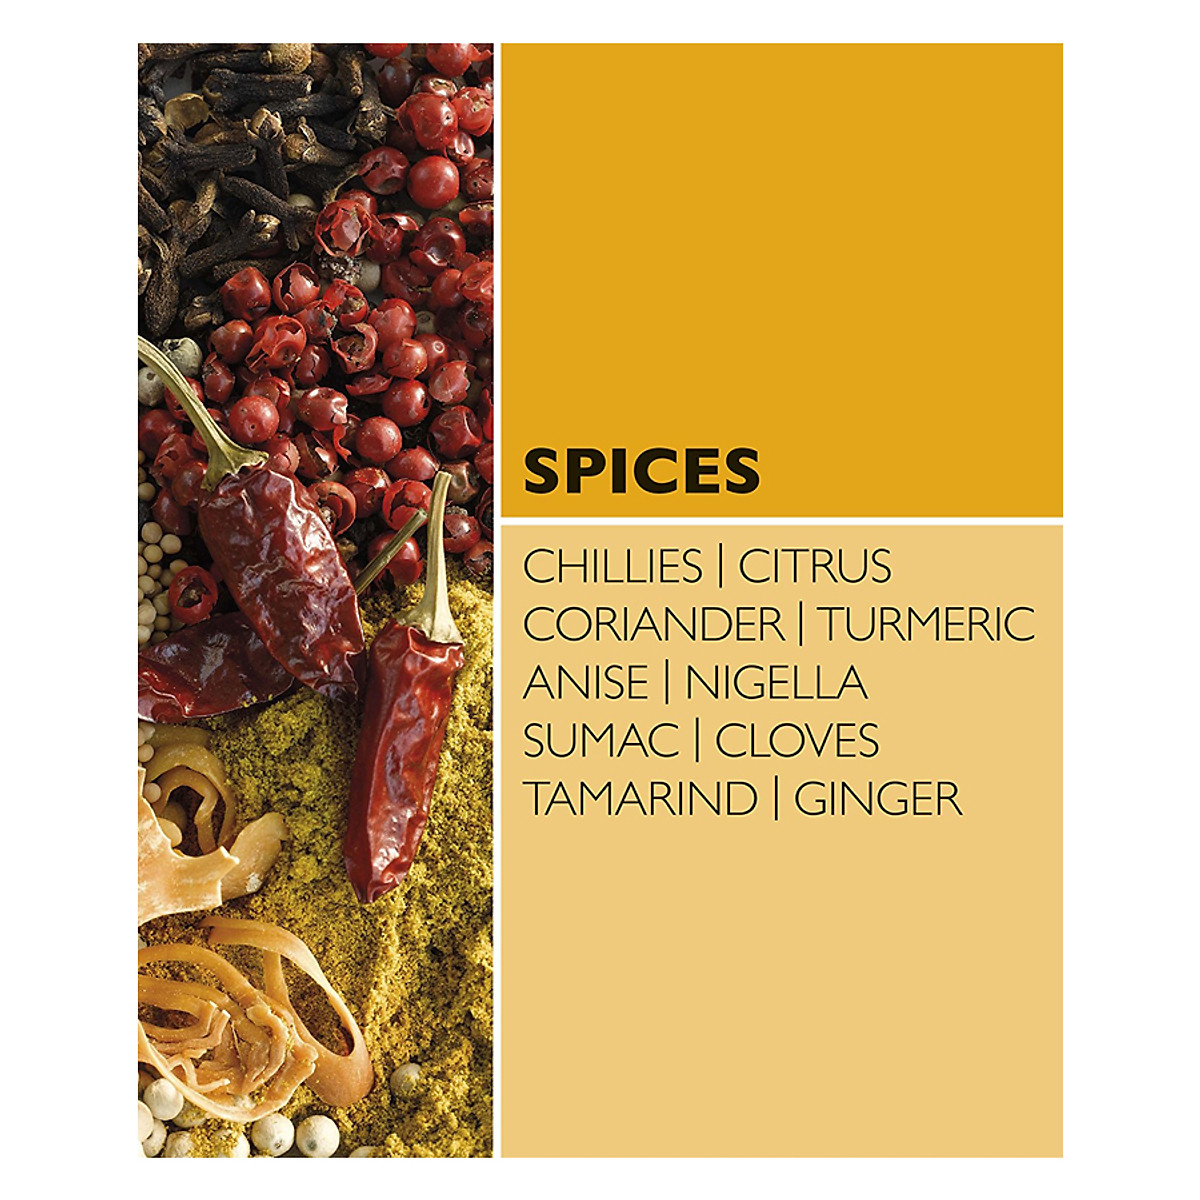 SPICES
CHILLIES | CITRUS
CORIANDER | TURMERIC
ANISE | NIGELLA
SUMAC | CLOVES
TAMARIND | GINGER